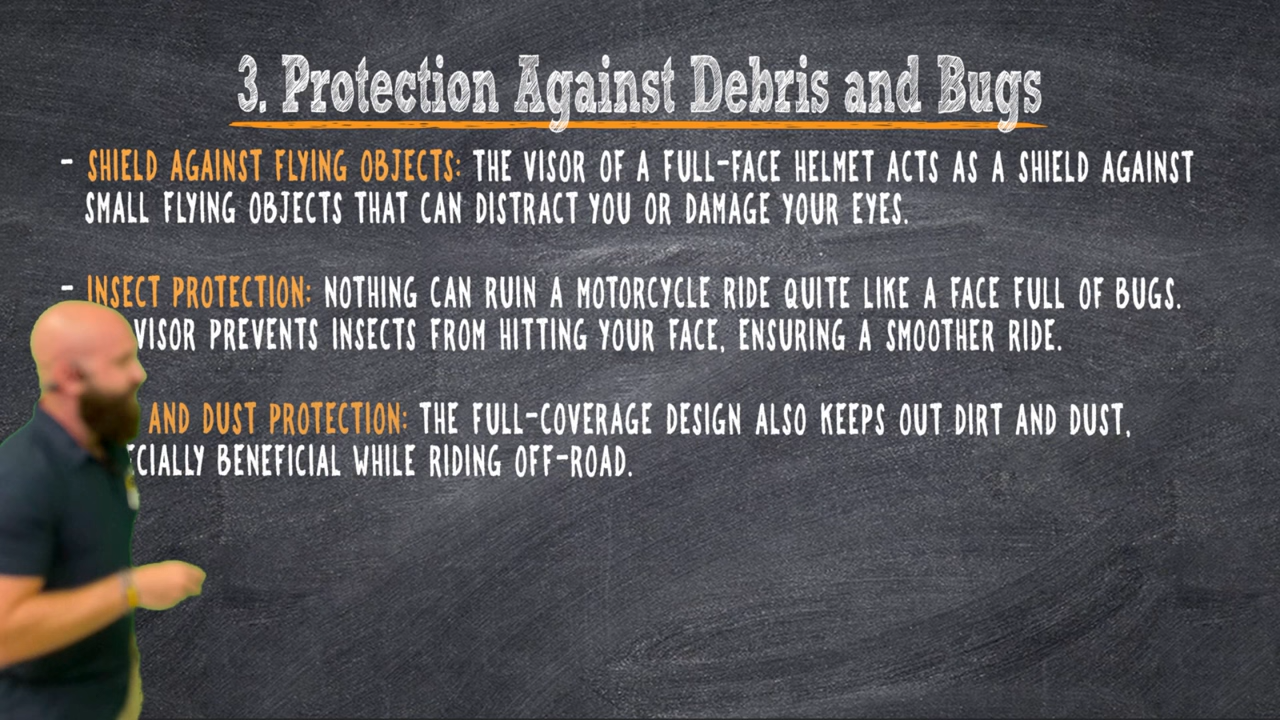 3. Protection Against Debris and Bugs
- SHIELD AGAINST FLYING OBJECTS: THE VISOR OF A FULL-FACE HELMET ACTS AS A SHIELD AGAINST
SMALL FLYING OBJECTS THAT CAN DISTRACT YOU OR DAMAGE YOUR EYES.
- INSECT PROTECTION: NOTHING CAN RUIN A MOTORCYCLE RIDE QUITE LIKE A FACE FULL OF BUGS.
VISOR PREVENTS INSECTS FROM HITTING YOUR FACE, ENSURING A SMOOTHER RIDE.
AND DUST PROTECTION: THE FULL-COVERAGE DESIGN ALSO KEEPS OUT DIRT AND DUST,
BENEFICIAL WHILE RIDING OFF-ROAD.